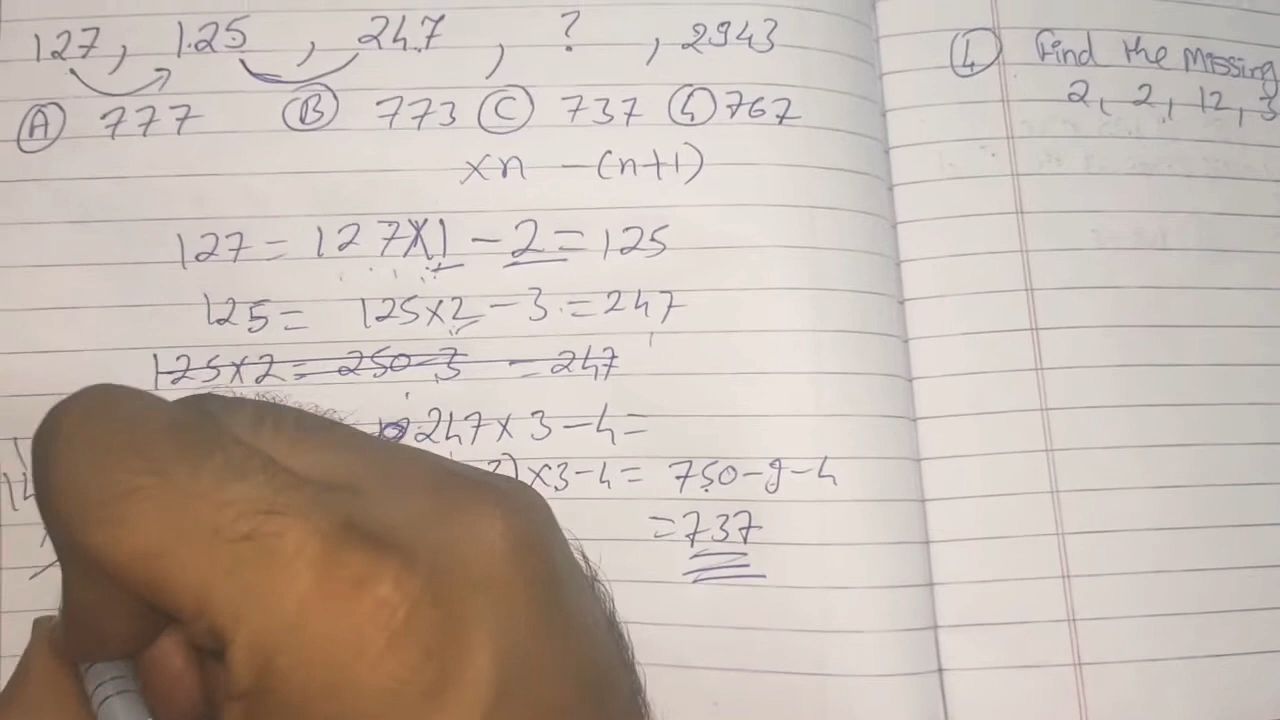 127, 125, 247, ?, 2943
(A) 777 (B) 773 (C) 737 (4) 767
×n −(n+1)
127 = 127×1 − 2 = 125
125 = 125×2 − 3 = 247
125×2 = 250−3 = 247
247×3−4=
)×3−4= 750−9−4
=737
(4) Find the Missing
2, 2, 12, 3